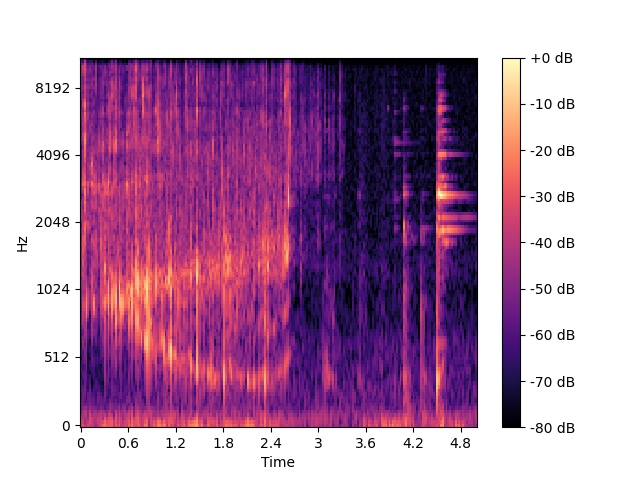 8192
4096
2048
1024
512
0
Hz
0 0.6 1.2 1.8 2.4 3 3.6 4.2 4.8
Time
+0 dB
-10 dB
-20 dB
-30 dB
-40 dB
-50 dB
-60 dB
-70 dB
-80 dB